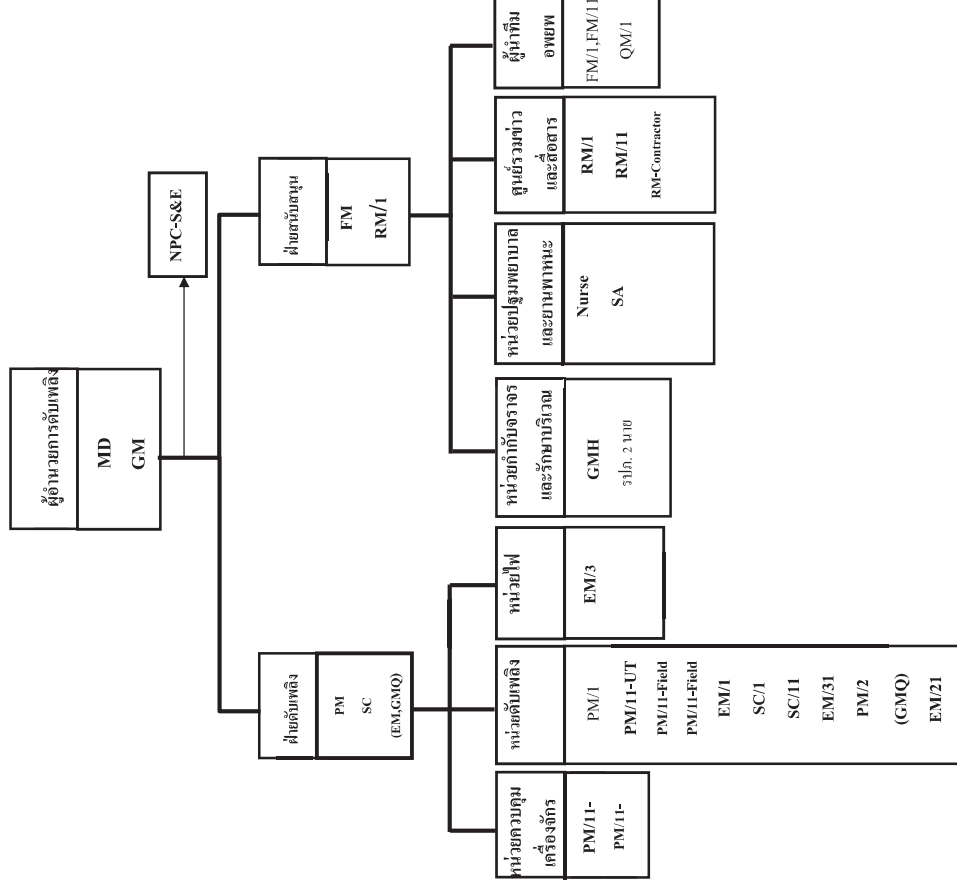 ผู้อำนวยการดับเพลิง
MD
GM
NPC-S&E
ฝ่ายดับเพลิง
PM
SC
(EM,GMQ)
ฝ่ายสนับสนุน
FM
RM/1
หน่วยควบคุม
เครื่องจักร
PM/11-
PM/11-
หน่วยดับเพลิง
PM/1
PM/11-UT
PM/11-Field
PM/11-Field
EM/1
SC/1
SC/11
EM/31
PM/2
(GMQ)
EM/21
หน่วยไฟ
EM/3
หน่วยกำกับจราจร
และรักษาบริเวณ
GMH
รปภ. 2 นาย
หน่วยปฐมพยาบาล
และยานพาหนะ
Nurse
SA
ศูนย์รวมข่าว
และสื่อสาร
RM/1
RM/11
RM-Contractor
ผู้นำทีม
อพยพ
FM/1,FM/11
QM/1